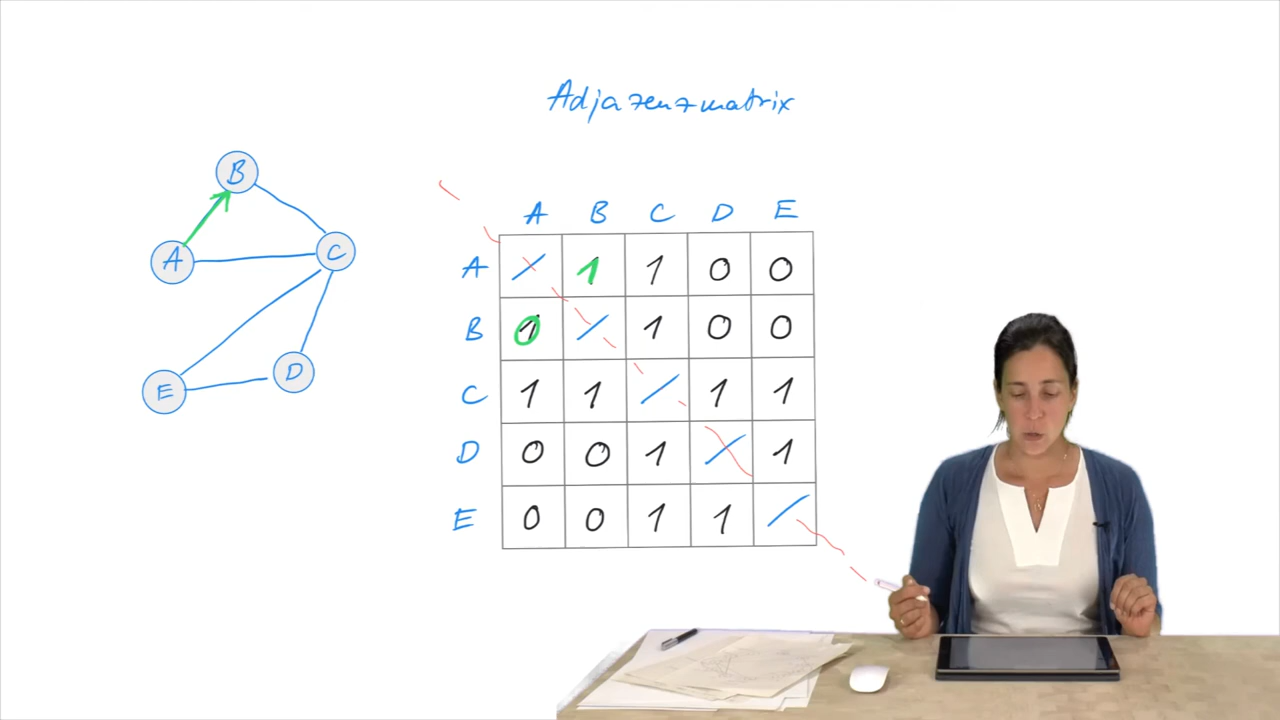 Adjazenzmatrix
B
A
C
D
E
A B C D E
A / 1 1 0 0
B 0 / 1 0 0
C 1 1 / 1 1
D 0 0 1 / 1
E 0 0 1 1 /